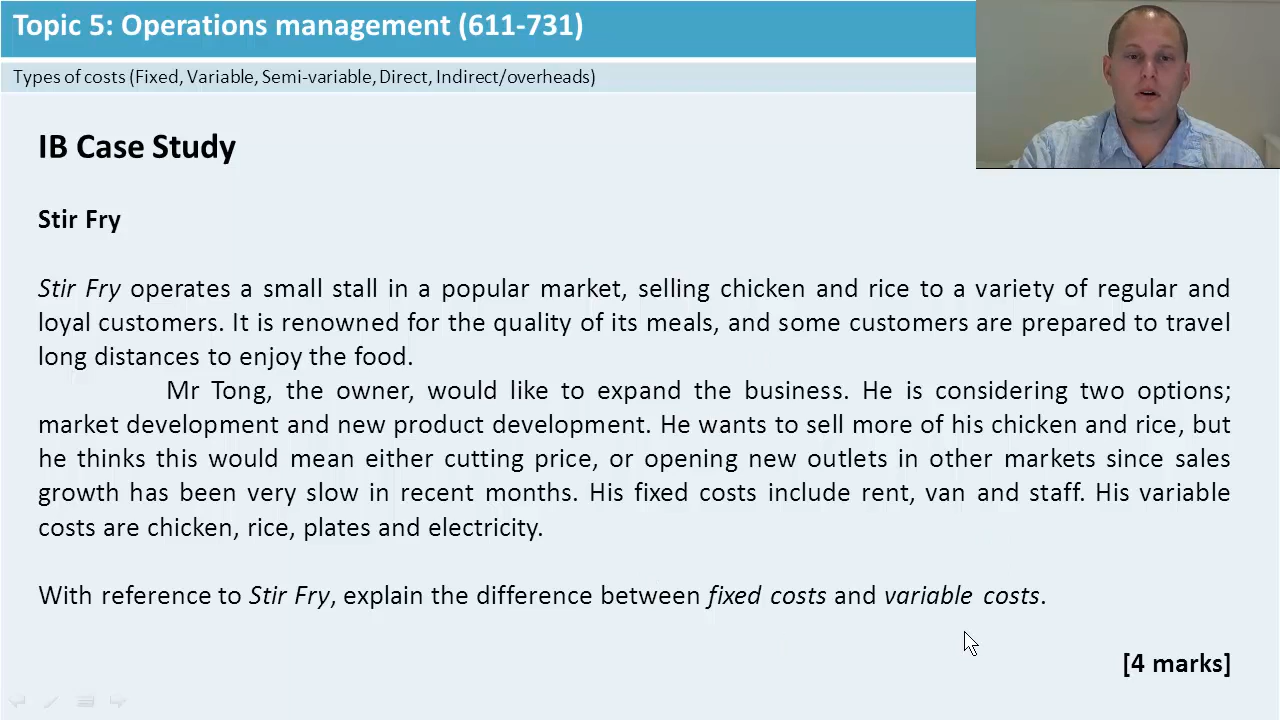 Topic 5: Operations management (611-731)
Types of costs (Fixed, Variable, Semi-variable, Direct, Indirect/overheads)
IB Case Study
Stir Fry
Stir Fry operates a small stall in a popular market, selling chicken and rice to a variety of regular and
loyal customers. It is renowned for the quality of its meals, and some customers are prepared to travel
long distances to enjoy the food.
Mr Tong, the owner, would like to expand the business. He is considering two options;
market development and new product development. He wants to sell more of his chicken and rice, but
he thinks this would mean either cutting price, or opening new outlets in other markets since sales
growth has been very slow in recent months. His fixed costs include rent, van and staff. His variable
costs are chicken, rice, plates and electricity.
With reference to Stir Fry, explain the difference between fixed costs and variable costs.
[4 marks]